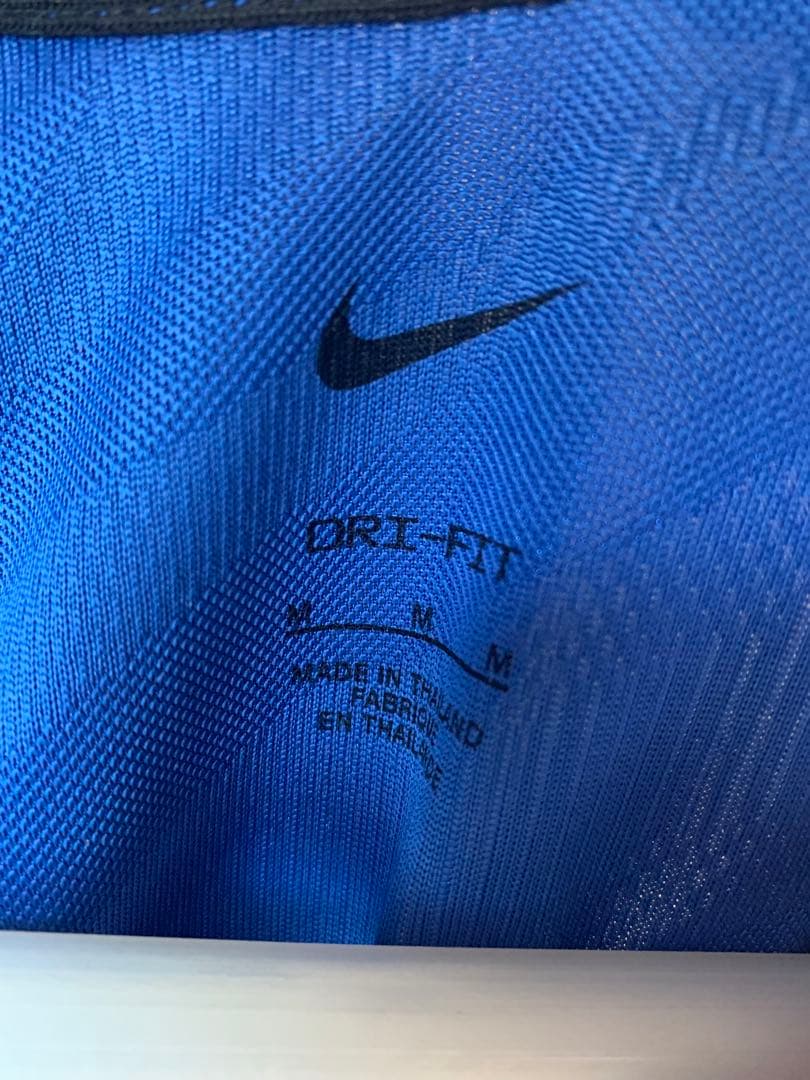 DRI-FIT
M M M
MADE IN THAILAND
FABRIQUÉ
EN THAÏLANDE